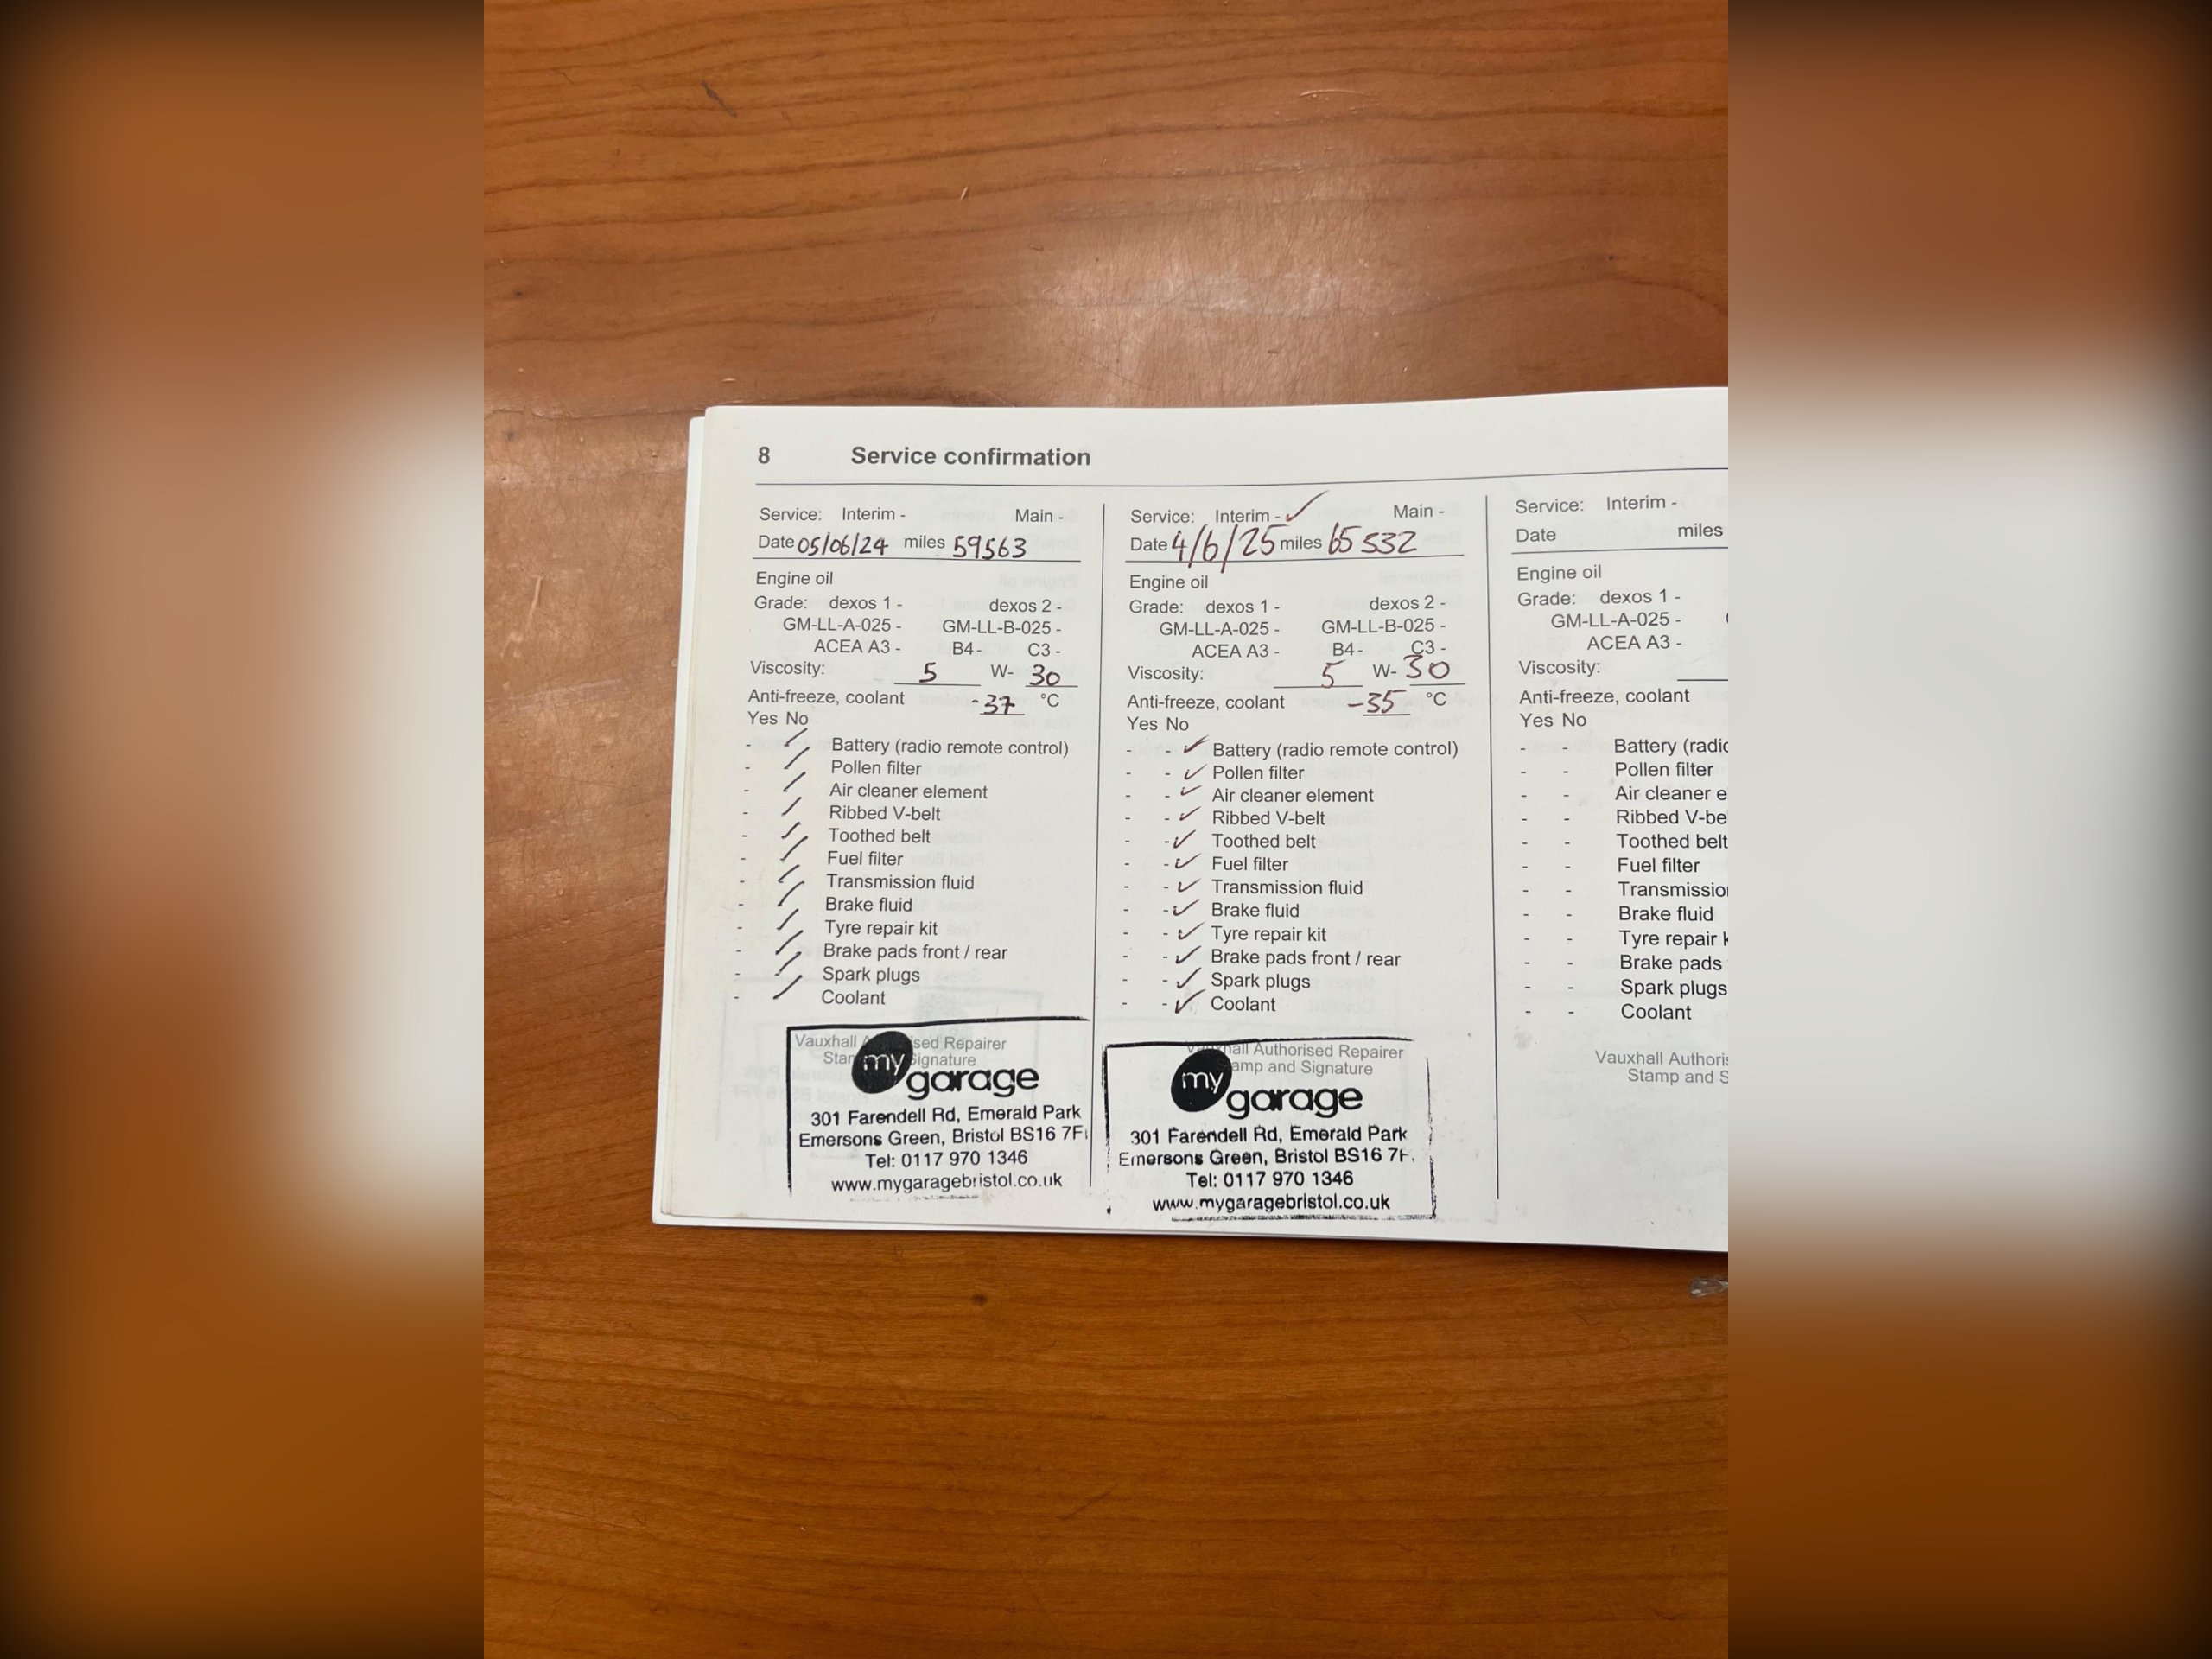 8 Service confirmation
Service: Interim - Main -
Date 05/06/24 miles 59563
Engine oil
Grade: dexos 1 - dexos 2 -
GM-LL-A-025 - GM-LL-B-025 -
ACEA A3 - B4 - C3 -
Viscosity: 5 W- 30
Anti-freeze, coolant -37 °C
Yes No
- ✓ Battery (radio remote control)
- ✓ Pollen filter
- ✓ Air cleaner element
- ✓ Ribbed V-belt
- ✓ Toothed belt
- ✓ Fuel filter
- ✓ Transmission fluid
- ✓ Brake fluid
- ✓ Tyre repair kit
- ✓ Brake pads front / rear
- ✓ Spark plugs
- ✓ Coolant
Vauxhall Repairer
Signature
my
garage
301 Farendell Rd, Emerald Park
Emersons Green, Bristol BS16
Tel: 0117 970 1346
www.mygaragebristol.co.uk
Service: Interim - ✓ Main -
Date 4/6/25 miles 65532
Engine oil
Grade: dexos 1 - dexos 2 -
GM-LL-A-025 - GM-LL-B-025 -
ACEA A3 - B4 - C3 -
Viscosity: 5 W- 30
Anti-freeze, coolant -35 °C
Yes No
- - ✓ Battery (radio remote control)
- - ✓ Pollen filter
- - ✓ Air cleaner element
- - ✓ Ribbed V-belt
- - ✓ Toothed belt
- - ✓ Fuel filter
- - ✓ Transmission fluid
- - ✓ Brake fluid
- - ✓ Tyre repair kit
- - ✓ Brake pads front / rear
- - ✓ Spark plugs
- - ✓ Coolant
Authorised Repairer
and Signature
my
garage
301 Farendell Rd, Emerald Park
Emersons Green, Bristol BS16
Tel: 0117 970 1346
www.mygaragebristol.co.uk
Service: Interim -
Date miles
Engine oil
Grade: dexos 1 -
GM-LL-A-025 -
ACEA A3 -
Viscosity:
Anti-freeze, coolant
Yes No
- - Battery
- - Pollen filter
- - Air cleaner
- - Ribbed
- - Toothed belt
- - Fuel filter
- -
- - Brake fluid
- - Tyre repair
- - Brake pads
- - Spark plugs
- - Coolant
Vauxhall
Stamp and